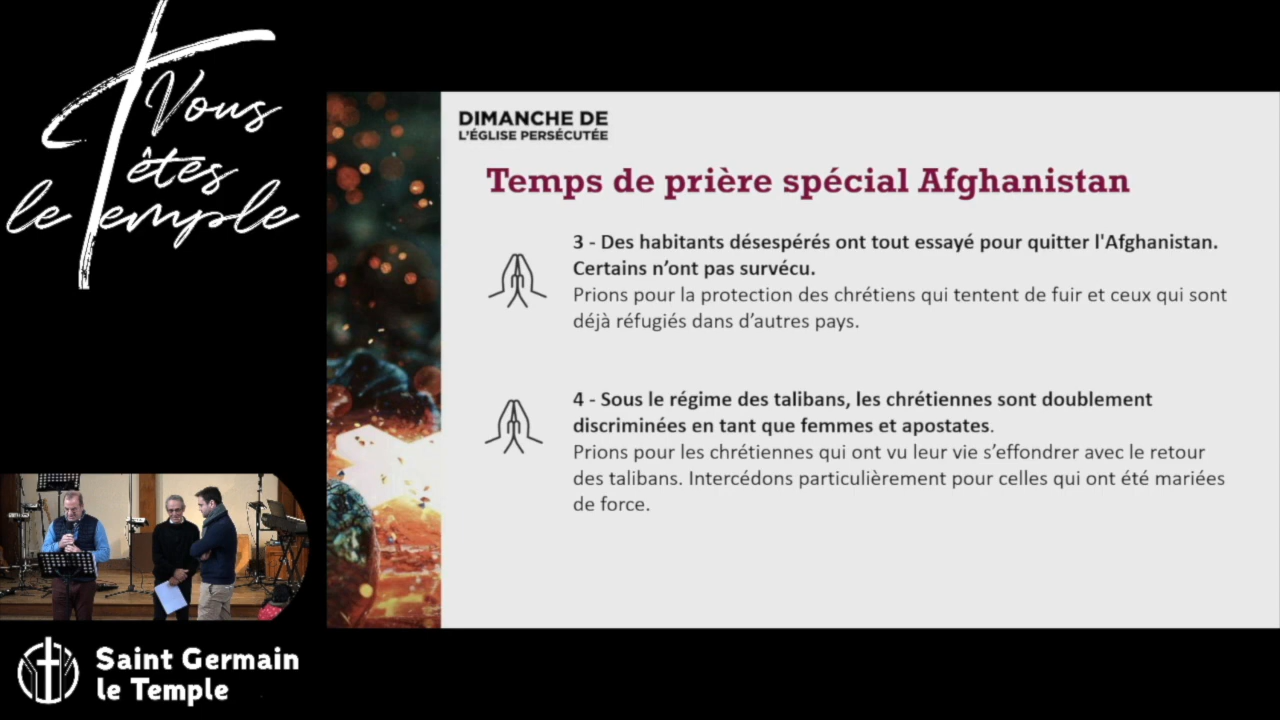 Vous
êtes
le Temple
DIMANCHE DE
L'ÉGLISE PERSÉCUTÉE
Temps de prière spécial Afghanistan
3 - Des habitants désespérés ont tout essayé pour quitter l'Afghanistan.
Certains n’ont pas survécu.
Prions pour la protection des chrétiens qui tentent de fuir et ceux qui sont
déjà réfugiés dans d’autres pays.
4 - Sous le régime des talibans, les chrétiennes sont doublement
discriminées en tant que femmes et apostates.
Prions pour les chrétiennes qui ont vu leur vie s’effondrer avec le retour
des talibans. Intercédons particulièrement pour celles qui ont été mariées
de force.
Saint Germain
le Temple